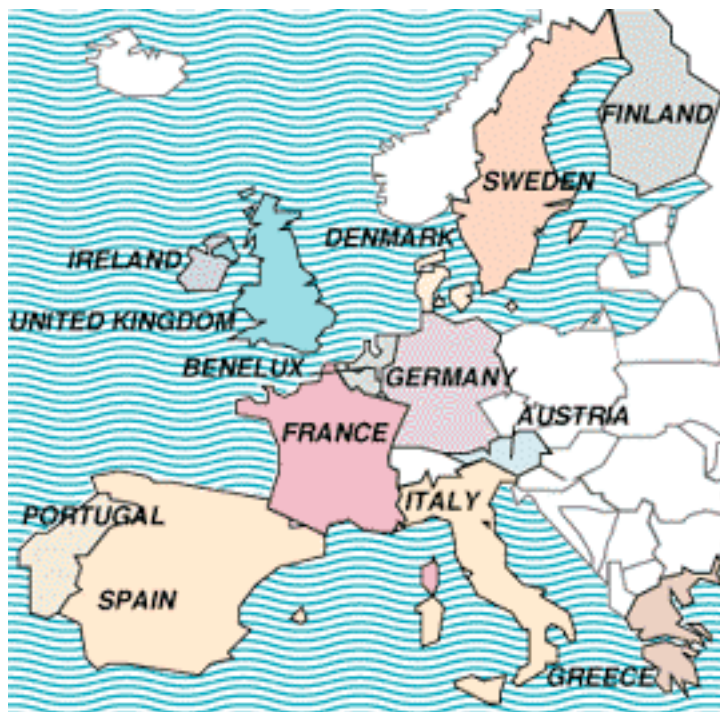 FINLAND
SWEDEN
DENMARK
IRELAND
UNITED KINGDOM
BENELUX
GERMANY
AUSTRIA
FRANCE
ITALY
PORTUGAL
SPAIN
GREECE